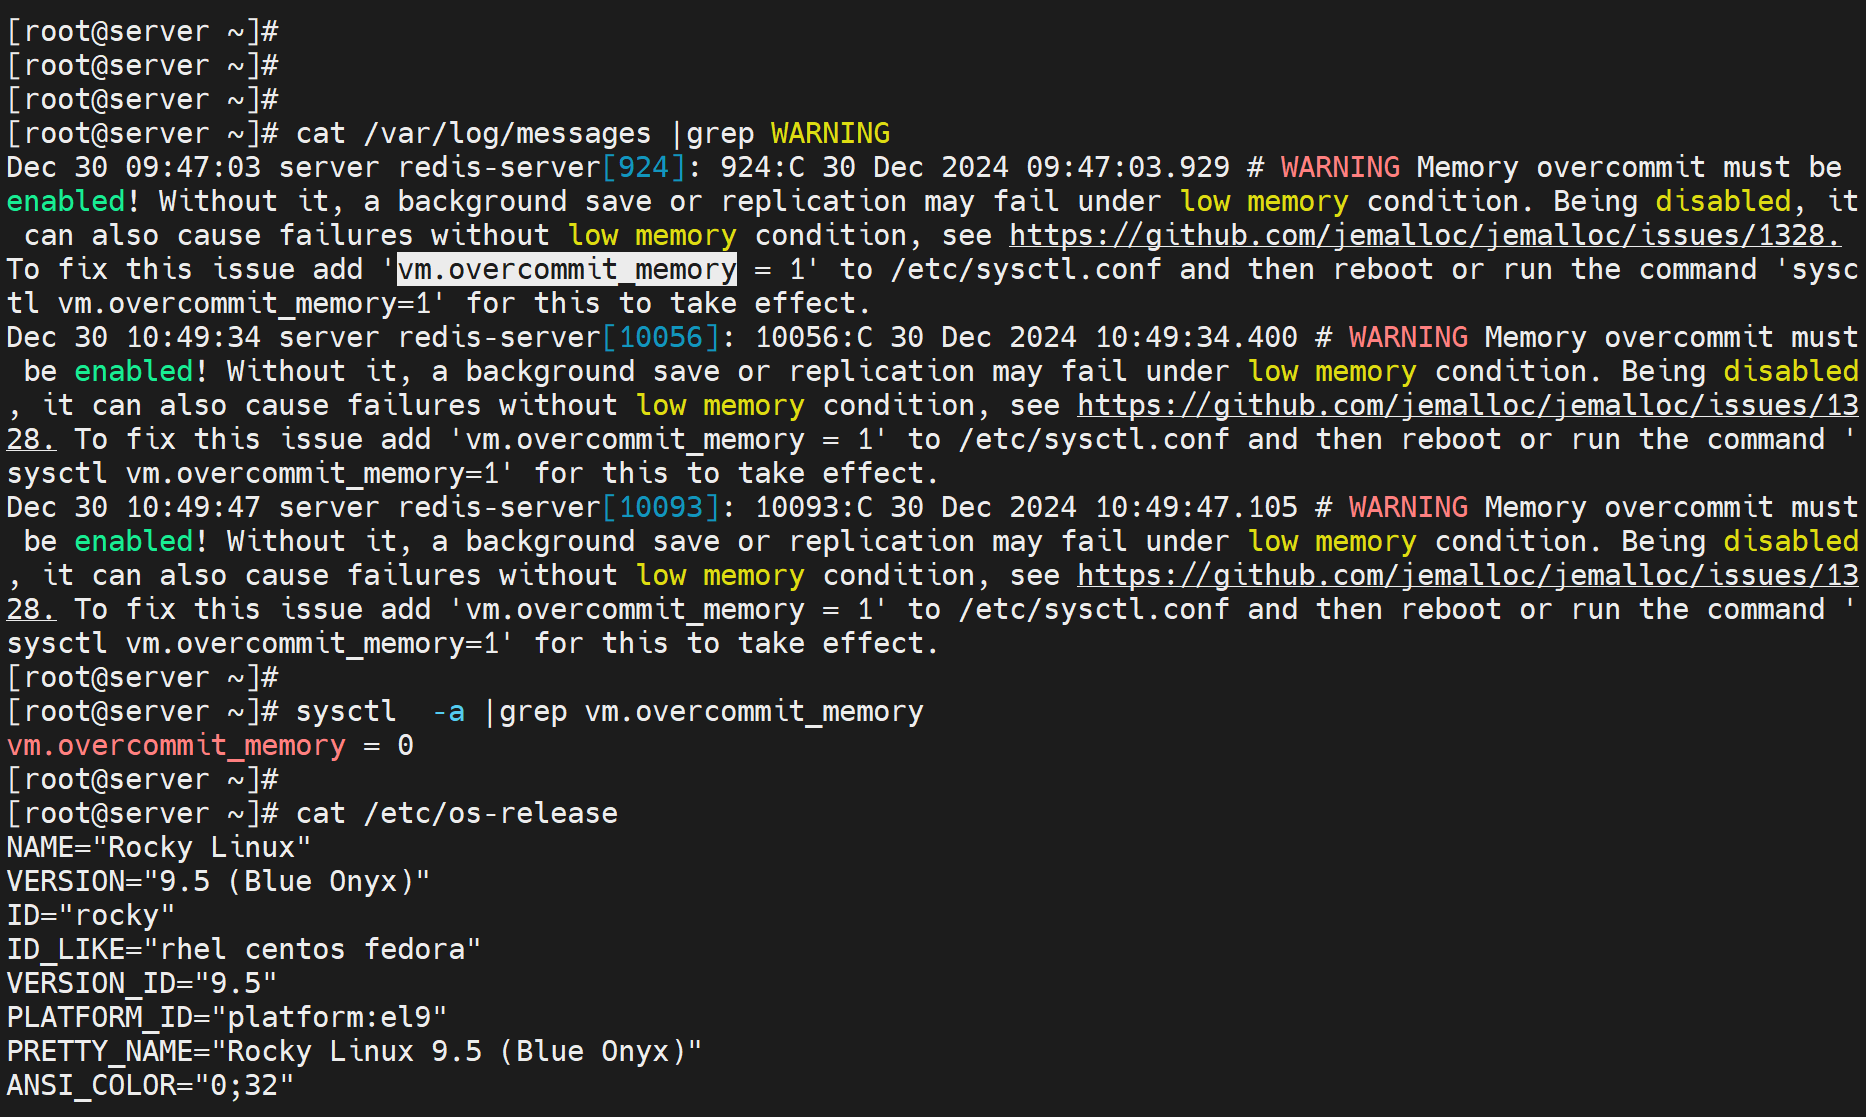 [root@server ~]#
[root@server ~]#
[root@server ~]#
[root@server ~]# cat /var/log/messages |grep WARNING
Dec 30 09:47:03 server redis-server[924]: 924:C 30 Dec 2024 09:47:03.929 # WARNING Memory overcommit must be
enabled! Without it, a background save or replication may fail under low memory condition. Being disabled, it
 can also cause failures without low memory condition, see https://github.com/jemalloc/jemalloc/issues/1328.
To fix this issue add 'vm.overcommit_memory = 1' to /etc/sysctl.conf and then reboot or run the command 'sysc
tl vm.overcommit_memory=1' for this to take effect.
Dec 30 10:49:34 server redis-server[10056]: 10056:C 30 Dec 2024 10:49:34.400 # WARNING Memory overcommit must
 be enabled! Without it, a background save or replication may fail under low memory condition. Being disabled
, it can also cause failures without low memory condition, see https://github.com/jemalloc/jemalloc/issues/13
28. To fix this issue add 'vm.overcommit_memory = 1' to /etc/sysctl.conf and then reboot or run the command '
sysctl vm.overcommit_memory=1' for this to take effect.
Dec 30 10:49:47 server redis-server[10093]: 10093:C 30 Dec 2024 10:49:47.105 # WARNING Memory overcommit must
 be enabled! Without it, a background save or replication may fail under low memory condition. Being disabled
, it can also cause failures without low memory condition, see https://github.com/jemalloc/jemalloc/issues/13
28. To fix this issue add 'vm.overcommit_memory = 1' to /etc/sysctl.conf and then reboot or run the command '
sysctl vm.overcommit_memory=1' for this to take effect.
[root@server ~]#
[root@server ~]# sysctl  -a |grep vm.overcommit_memory
vm.overcommit_memory = 0
[root@server ~]#
[root@server ~]# cat /etc/os-release
NAME="Rocky Linux"
VERSION="9.5 (Blue Onyx)"
ID="rocky"
ID_LIKE="rhel centos fedora"
VERSION_ID="9.5"
PLATFORM_ID="platform:el9"
PRETTY_NAME="Rocky Linux 9.5 (Blue Onyx)"
ANSI_COLOR="0;32"